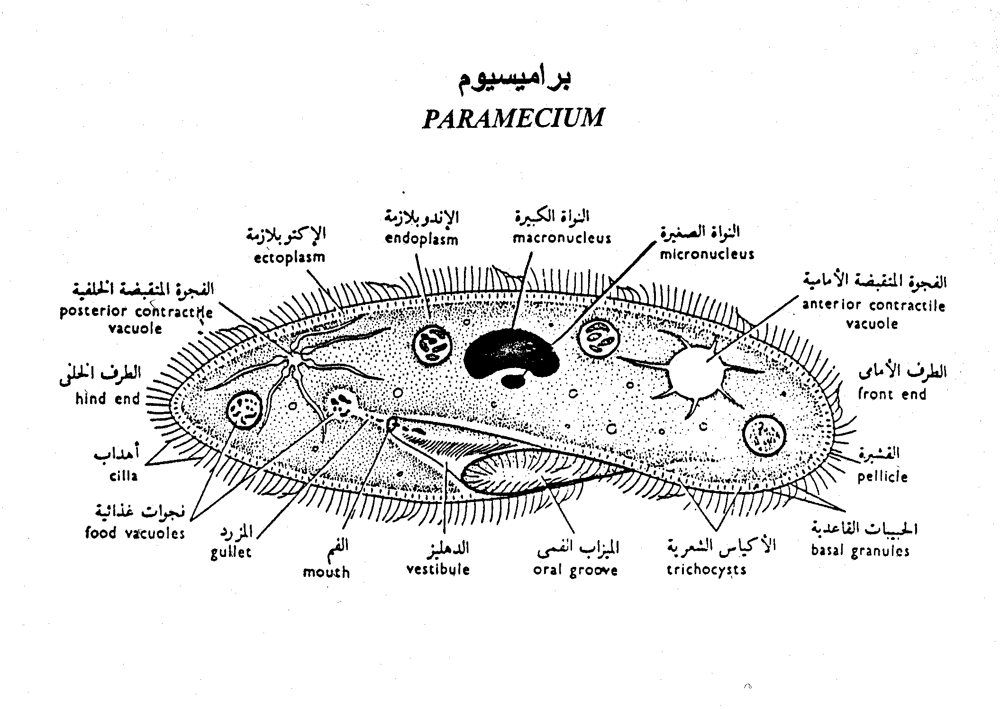 براميسيوم
PARAMECIUM
الإكتوبلازمة
ectoplasm
الإندوبلازمة
endoplasm
النواة الكبيرة
macronucleus
النواة الصغيرة
micronucleus
الفجوة المنقبضة الخلفية
posterior contractile
vacuole
الفجوة المنقبضة الأمامية
anterior contractile
vacuole
الطرف الخلفى
hind end
الطرف الأمامى
front end
أهداب
cilla
القشيرة
pellicle
فجوات غذائية
food vacuoles
المزرد
gullet
الفم
mouth
الدهليز
vestibule
الميزاب الفمى
oral groove
الأكياس الشعرية
trichocysts
الحبيبات القاعدية
basal granules